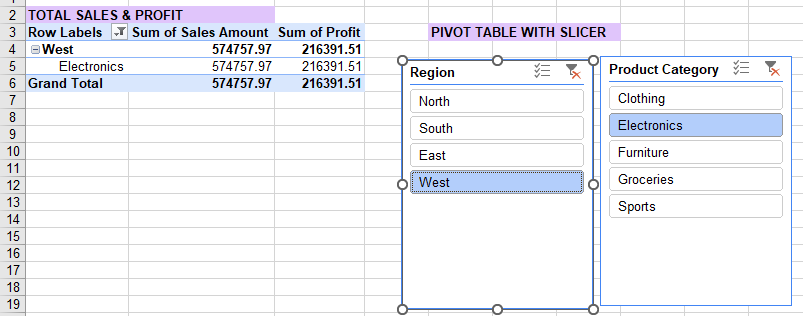 2 TOTAL SALES & PROFIT
3 Row Labels Sum of Sales Amount Sum of Profit PIVOT TABLE WITH SLICER
4 West 574757.97 216391.51
5 Electronics 574757.97 216391.51
6 Grand Total 574757.97 216391.51
7
8
9
10
11
12
13
14
15
16
17
18
19
Region
North
South
East
West
Product Category
Clothing
Electronics
Furniture
Groceries
Sports